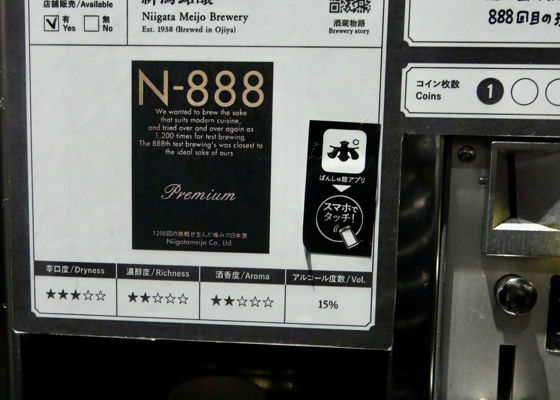 店舗販売/Available
有 Yes 無 No
新潟銘醸
Niigata Meijo Brewery
Est. 1938 (Brewed in Ojiya)
酒蔵物語
Brewery story
888回目の
コイン枚数
Coins
1
N-888
We wanted to brew the sake
that suits modern cuisine,
and tried over and over again as
1,200 times for test brewing.
The 888th test brewing's was closest to
the ideal sake of ours.
Premium
1200回の挑戦が生んだ極みの日本酒
Niigatameijo Co., Ltd.
ポ
ぽんしゅ館アプリ
スマホで
タッチ!
辛口度/Dryness
★★★☆☆
濃醇度/Richness
★★☆☆☆
酒香度/Aroma
★★☆☆☆
アルコール度数/Vol.
15%